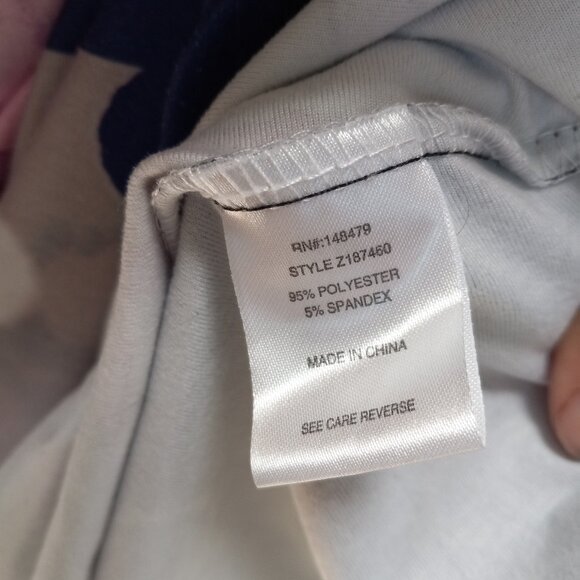 RN#:148479
STYLE Z187460
95% POLYESTER
5% SPANDEX
MADE IN CHINA
SEE CARE REVERSE